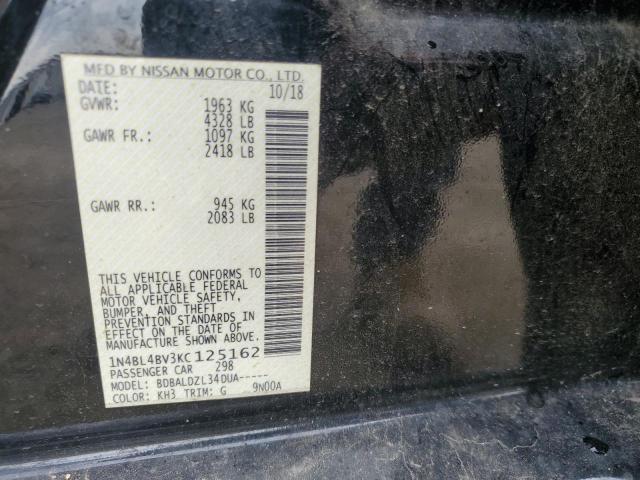 MFD BY NISSAN MOTOR CO., LTD.
DATE: 10/18
GVWR: 1963 KG
4328 LB
GAWR FR.: 1097 KG
2418 LB
GAWR RR.: 945 KG
2083 LB
THIS VEHICLE CONFORMS TO
ALL APPLICABLE FEDERAL
MOTOR VEHICLE SAFETY,
BUMPER, AND THEFT
PREVENTION STANDARDS IN
EFFECT ON THE DATE OF
MANUFACTURE SHOWN ABOVE.
1N4BL4BV3KC125162
PASSENGER CAR 298
MODEL: BDBALDZL34DUA-----
COLOR: KH3 TRIM: G 9N00A